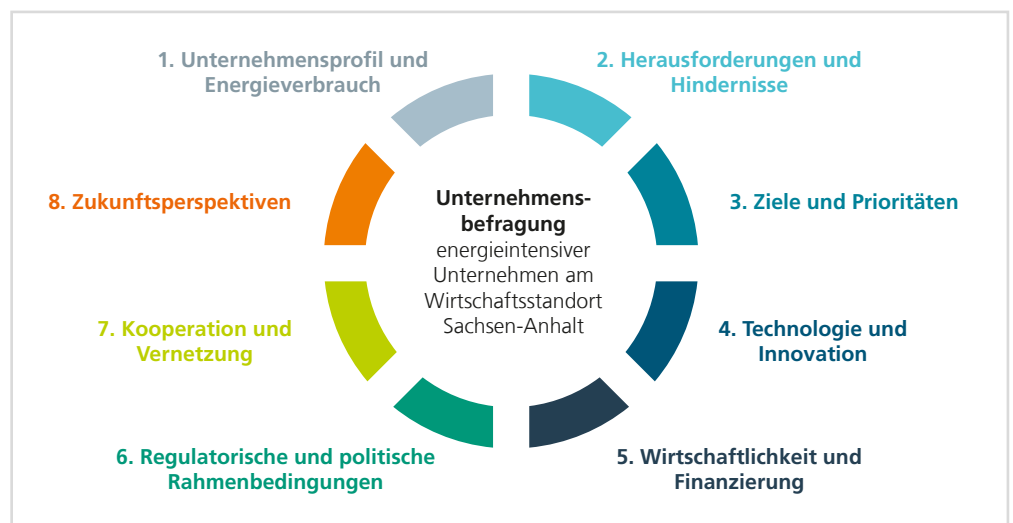 1. Unternehmensprofil und
Energieverbrauch
2. Herausforderungen und
Hindernisse
3. Ziele und Prioritäten
4. Technologie und
Innovation
5. Wirtschaftlichkeit und
Finanzierung
6. Regulatorische und politische
Rahmenbedingungen
7. Kooperation und
Vernetzung
8. Zukunftsperspektiven
Unternehmens-
befragung
energieintensiver
Unternehmen am
Wirtschaftsstandort
Sachsen-Anhalt